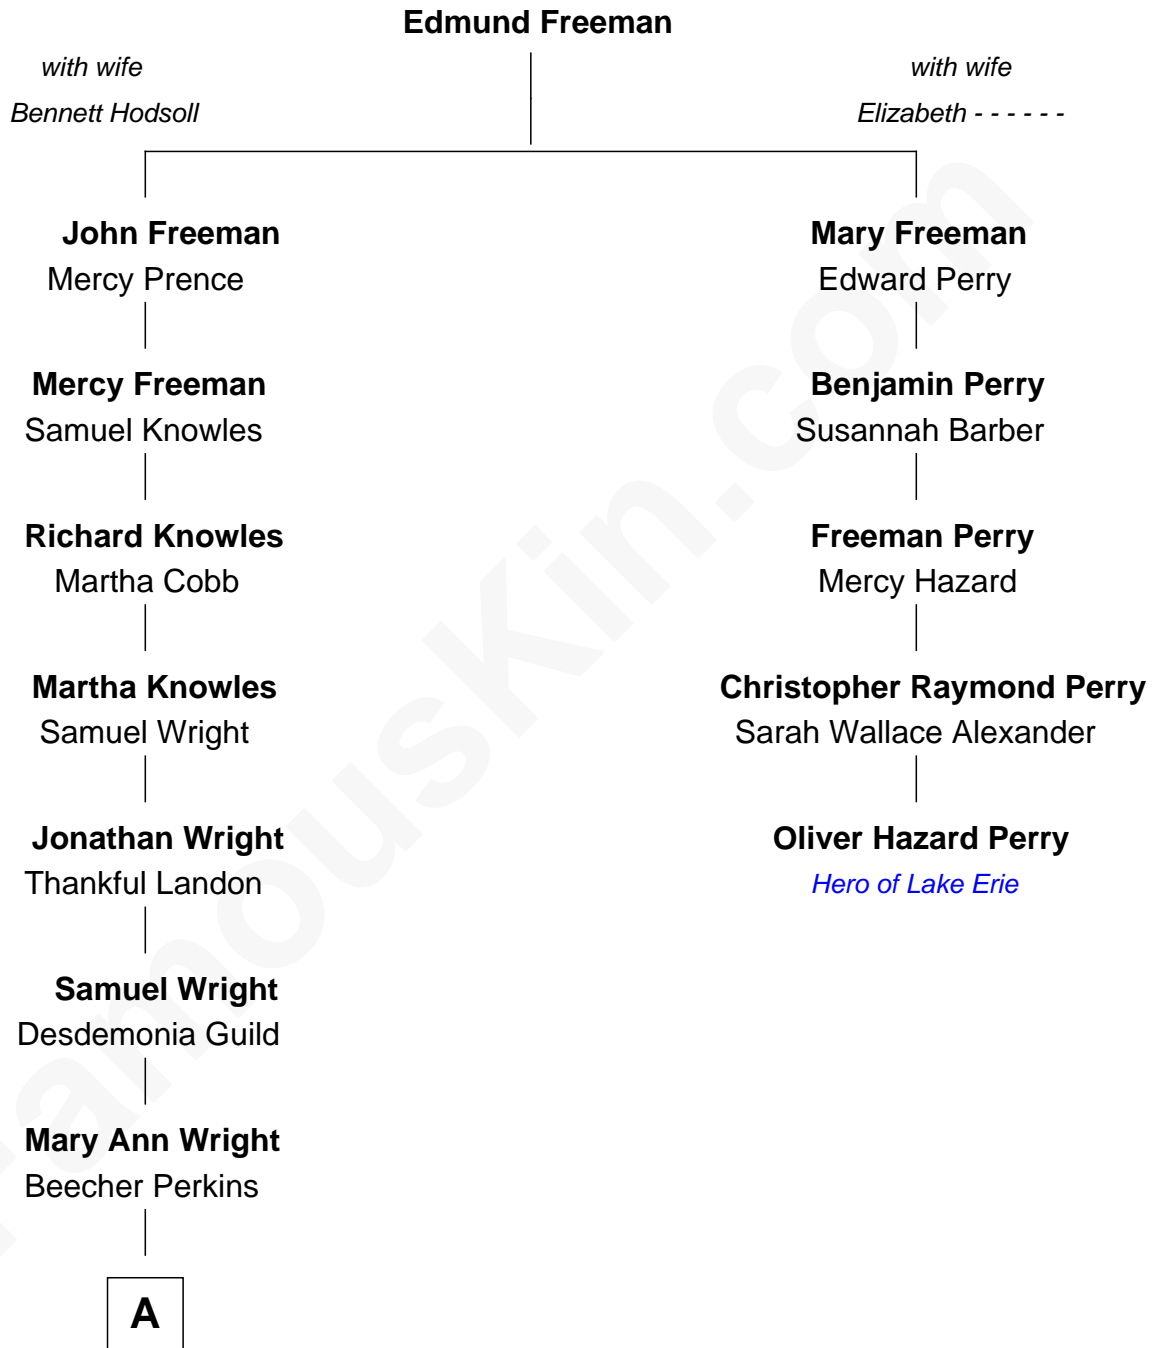 Edmund Freeman
with wife
Bennett Hodsoll
with wife
Elizabeth - - - - - -
John Freeman
Mercy Prence
Mary Freeman
Edward Perry
Mercy Freeman
Samuel Knowles
Benjamin Perry
Susannah Barber
Richard Knowles
Martha Cobb
Freeman Perry
Mercy Hazard
Martha Knowles
Samuel Wright
Christopher Raymond Perry
Sarah Wallace Alexander
Jonathan Wright
Thankful Landon
Oliver Hazard Perry
Hero of Lake Erie
Samuel Wright
Desdemonia Guild
Mary Ann Wright
Beecher Perkins
A
FamousKin.com